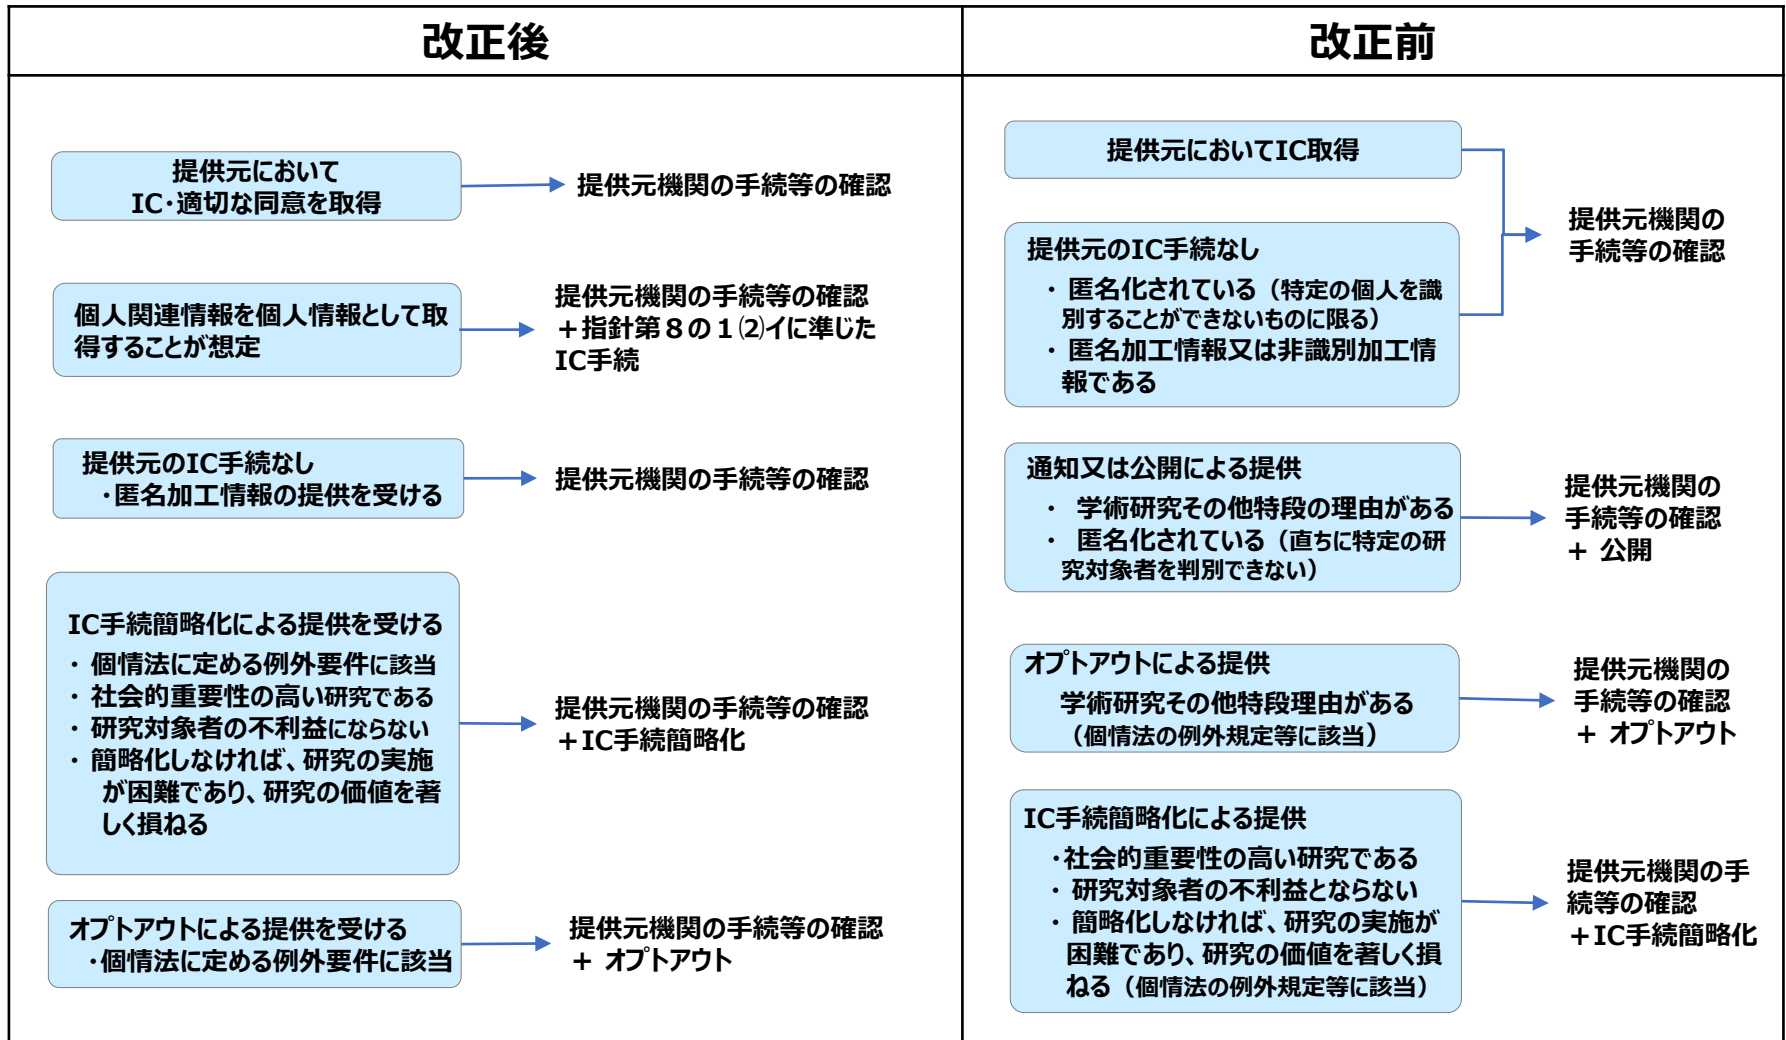 改正後
提供元において
IC・適切な同意を取得
提供元機関の手続等の確認
個人関連情報を個人情報として取
得することが想定
提供元機関の手続等の確認
＋指針第８の１⑵イに準じた
IC手続
提供元のIC手続なし
・匿名加工情報の提供を受ける
提供元機関の手続等の確認
IC手続簡略化による提供を受ける
・ 個情法に定める例外要件に該当
・ 社会的重要性の高い研究である
・ 研究対象者の不利益にならない
・ 簡略化しなければ、研究の実施
が困難であり、研究の価値を著
しく損ねる
提供元機関の手続等の確認
＋IC手続簡略化
オプトアウトによる提供を受ける
・個情法に定める例外要件に該当
提供元機関の手続等の確認
＋ オプトアウト
改正前
提供元においてIC取得
提供元のIC手続なし
・ 匿名化されている（特定の個人を識
別することができないものに限る）
・ 匿名加工情報又は非識別加工情
報である
提供元機関の
手続等の確認
通知又は公開による提供
・ 学術研究その他特段の理由がある
・ 匿名化されている（直ちに特定の研
究対象者を判別できない）
提供元機関の
手続等の確認
＋ 公開
オプトアウトによる提供
学術研究その他特段理由がある
（個情法の例外規定等に該当）
提供元機関の
手続等の確認
＋ オプトアウト
IC手続簡略化による提供
・社会的重要性の高い研究である
・ 研究対象者の不利益とならない
・ 簡略化しなければ、研究の実施が
困難であり、研究の価値を著しく損
ねる（個情法の例外規定等に該当）
提供元機関の手
続等の確認
＋IC手続簡略化